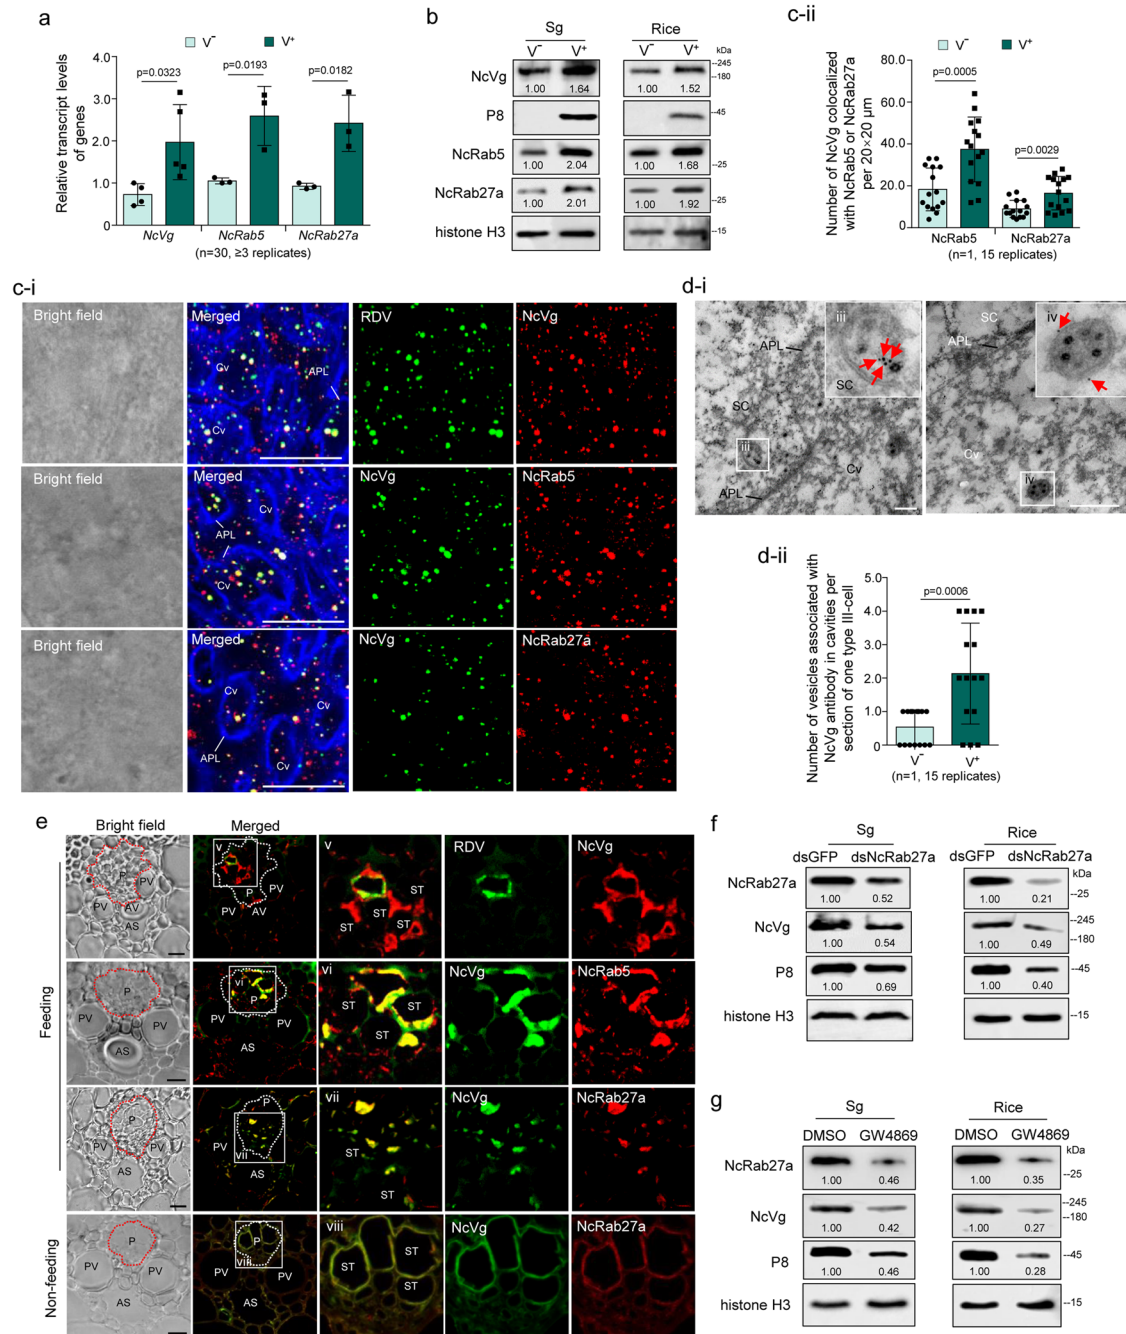 a
V⁻ V⁺
p=0.0323
p=0.0193
p=0.0182
Relative transcript levels
of genes
4.0
3.0
2.0
1.0
0
NcVg NcRab5 NcRab27a
(n=30, ≥3 replicates)
b
Sg Rice
V⁻ V⁺ V⁻ V⁺ kDa
NcVg --245
--180
1.00 1.64 1.00 1.52
P8 --45
NcRab5
1.00 2.04 1.00 1.68 --25
NcRab27a
1.00 2.01 1.00 1.92 --25
histone H3 --15
c-ii
V⁻ V⁺
p=0.0005
p=0.0029
Number of NcVg colocalized
with NcRab5 or NcRab27a
per 20×20 μm
80.0
60.0
40.0
20.0
0
NcRab5 NcRab27a
(n=1, 15 replicates)
c-i
Bright field Merged RDV NcVg
Cv APL
Cv
Bright field Merged NcVg NcRab5
Cv
APL
Cv
Bright field Merged NcVg NcRab27a
Cv
Cv
APL
Cv
d-i
iii
APL
SC
SC
iii
Cv
APL
SC
iv
APL
Cv
iv
d-ii
Number of vesicles associated with
NcVg antibody in cavities per
section of one type III-cell
p=0.0006
5.0
4.0
3.0
2.0
1.0
0
V⁻ V⁺
(n=1, 15 replicates)
e
Bright field Merged
Feeding
P
PV PV
AV
AS
v
P
PV AV PV
AS
v RDV NcVg
ST
ST ST
P
PV PV
AS
vi
P
PV PV
AS
vi NcVg NcRab5
ST ST
ST
P
PV PV
AS
P
vii
AS
vii NcVg NcRab27a
ST
ST
Non-feeding
P
PV PV
AS
P
viii
PV PV
AS
viii NcVg NcRab27a
ST
ST
ST
f
Sg Rice
dsGFP dsNcRab27a dsGFP dsNcRab27a
kDa
NcRab27a --25
1.00 0.52 1.00 0.21
NcVg --245
--180
1.00 0.54 1.00 0.49
P8 --45
1.00 0.69 1.00 0.40
histone H3 --15
g
Sg Rice
DMSO GW4869 DMSO GW4869
kDa
NcRab27a --25
1.00 0.46 1.00 0.35
NcVg --245
--180
1.00 0.42 1.00 0.27
P8 --45
1.00 0.46 1.00 0.28
histone H3 --15